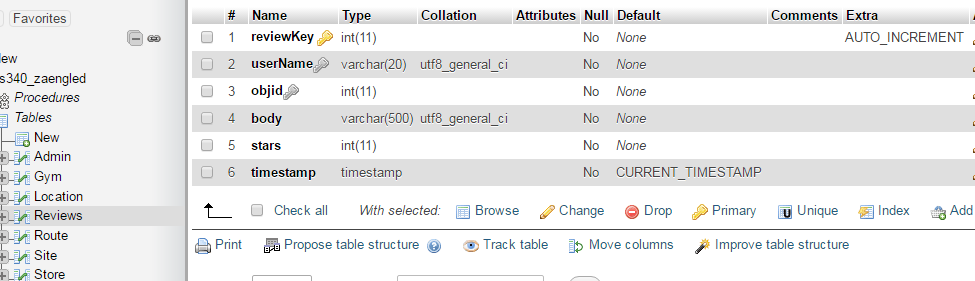 Favorites
# Name Type Collation Attributes Null Default Comments Extra
1 reviewKey int(11) No None AUTO_INCREMENT
2 userName varchar(20) utf8_general_ci No None
3 objid int(11) No None
4 body varchar(500) utf8_general_ci No None
5 stars int(11) No None
6 timestamp timestamp No CURRENT_TIMESTAMP
Check all With selected: Browse Change Drop Primary Unique Index Add
Print Propose table structure Track table Move columns Improve table structure
ew
s340_zaengled
Procedures
Tables
New
Admin
Gym
Location
Reviews
Route
Site
Store